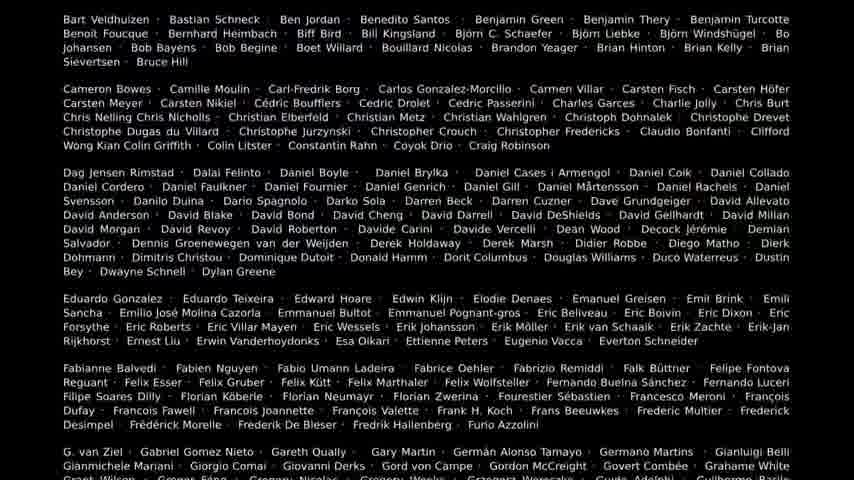 Bart Veldhuizen · Bastian Schneck · Ben Jordan · Benedito Santos · Benjamin Green · Benjamin Thery · Benjamin Turcotte
Benoit Foucque · Bernhard Heimbach · Biff Bird · Bill Kingsland · Björn C. Schaefer · Björn Liebke · Björn Windshügel · Bo
Johansen · Bob Bayens · Bob Begine · Boet Willard · Bouillard Nicolas · Brandon Yeager · Brian Hinton · Brian Kelly · Brian
Sievertsen · Bruce Hill
Cameron Bowes · Camille Moulin · Carl-Fredrik Borg · Carlos Gonzalez-Morcillo · Carmen Villar · Carsten Fisch · Carsten Höfer
Carsten Meyer · Carsten Nikiel · Cédric Boufflers · Cedric Drolet · Cedric Passerini · Charles Garces · Charlie Jolly · Chris Burt
Chris Nelling Chris Nicholls · Christian Elberfeld · Christian Metz · Christian Wahlgren · Christoph Dohnalek · Christophe Drevet
Christophe Dugas du Villard · Christophe Jurzynski · Christopher Crouch · Christopher Fredericks · Claudio Bonfanti · Clifford
Wong Kian Colin Griffith · Colin Litster · Constantin Rahn · Coyok Drio · Craig Robinson
Dag Jensen Rimstad · Dalai Felinto · Daniel Boyle · Daniel Brylka · Daniel Cases i Armengol · Daniel Coik · Daniel Collado
Daniel Cordero · Daniel Faulkner · Daniel Fournier · Daniel Genrich · Daniel Gill · Daniel Mårtensson · Daniel Rachels · Daniel
Svensson · Danilo Duina · Dario Spagnolo · Darko Sola · Darren Beck · Darren Cuzner · Dave Grundgeiger · David Allevato
David Anderson · David Blake · David Bond · David Cheng · David Darrell · David DeShields · David Gellhardt · David Milian
David Morgan · David Revoy · David Roberton · Davide Carini · Davide Vercelli · Dean Wood · Decock Jérémie · Demian
Salvador · Dennis Groenewegen van der Weijden · Derek Holdaway · Derek Marsh · Didier Robbe · Diego Matho · Dierk
Dohmann · Dimitris Christou · Dominique Dutoit · Donald Hamm · Dorit Columbus · Douglas Williams · Duco Waterreus · Dustin
Bey · Dwayne Schnell · Dylan Greene
Eduardo Gonzalez · Eduardo Teixeira · Edward Hoare · Edwin Klijn · Elodie Denaes · Emanuel Greisen · Emil Brink · Emili
Sancha · Emilio José Molina Cazorla · Emmanuel Bultot · Emmanuel Pognant-gros · Eric Beliveau · Eric Boivin · Eric Dixon · Eric
Forsythe · Eric Roberts · Eric Villar Mayen · Eric Wessels · Erik Johansson · Erik Möller · Erik van Schaaik · Erik Zachte · Erik-Jan
Rijkhorst · Ernest Liu · Erwin Vanderhoydonks · Esa Oikari · Ettienne Peters · Eugenio Vacca · Everton Schneider
Fabianne Balvedi · Fabien Nguyen · Fabio Umann Ladeira · Fabrice Oehler · Fabrizio Remiddi · Falk Büttner · Felipe Fontova
Reguant · Felix Esser · Felix Gruber · Felix Kütt · Felix Marthaler · Felix Wolfsteller · Fernando Buelna Sánchez · Fernando Luceri
Filipe Soares Dilly · Florian Köberle · Florian Neumayr · Florian Zwerina · Fourestier Sébastien · Francesco Meroni · François
Dufay · Francois Fawell · Francois Joannette · François Valette · Frank H. Koch · Frans Beeuwkes · Frederic Multier · Frederick
Desimpel · Frédérick Morelle · Frederik De Bleser · Fredrik Hallenberg · Furio Azzolini
G. van Ziel · Gabriel Gomez Nieto · Gareth Qually · Gary Martin · Germán Alonso Tamayo · Germano Martins · Gianluigi Belli
Gianmichele Mariani · Giorgio Comai · Giovanni Derks · Gord von Campe · Gordon McCreight · Govert Combée · Grahame White